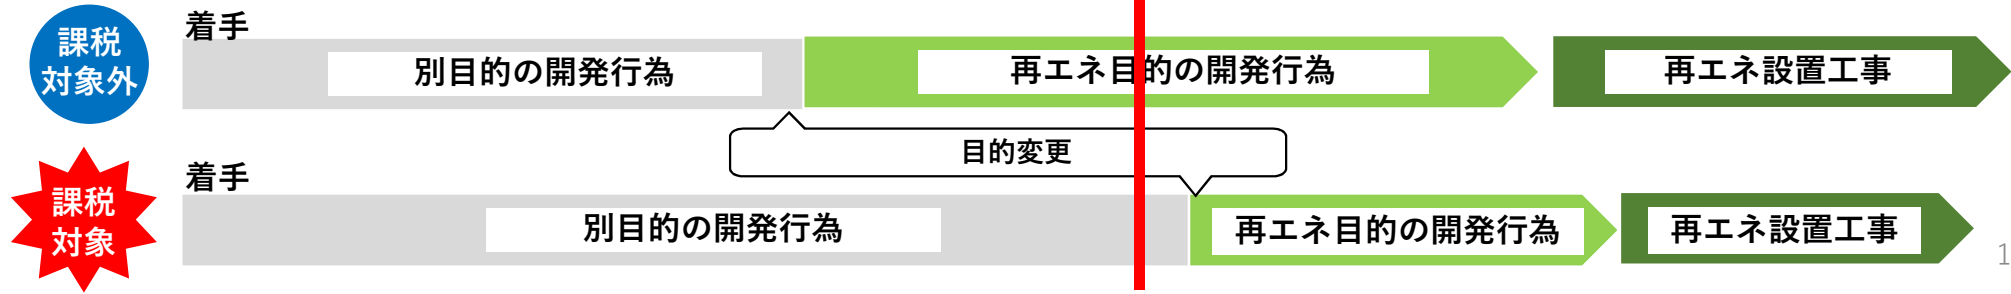 課税
対象外
着手
別目的の開発行為
再エネ目的の開発行為
再エネ設置工事
目的変更
課税
対象
着手
別目的の開発行為
再エネ目的の開発行為
再エネ設置工事
1